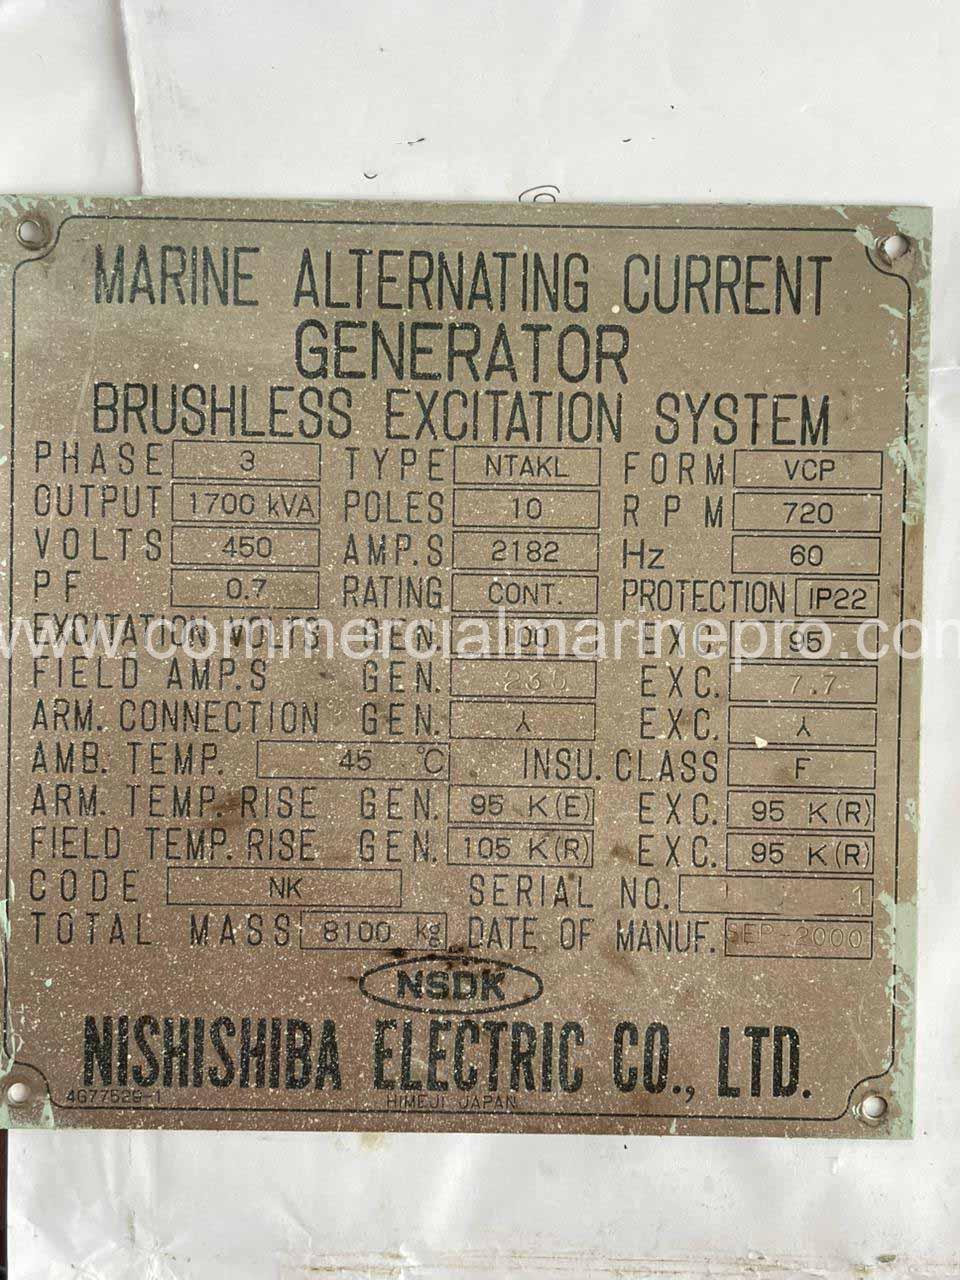 MARINE ALTERNATING CURRENT
GENERATOR
BRUSHLESS EXCITATION SYSTEM
PHASE 3 TYPE NTAKL FORM VCP
OUTPUT 1700 kVA POLES 10 RPM 720
VOLTS 450 AMP.S 2182 Hz 60
PF 0.7 RATING CONT. PROTECTION IP22
EXCITATION VOLTS GEN. 100 EXC. 95
www.commercialmarinepro.com
FIELD AMP.S GEN. EXC. 7.7
ARM. CONNECTION GEN. EXC.
AMB. TEMP. 45 °C INSU. CLASS F
ARM. TEMP. RISE GEN. 95 K(E) EXC. 95 K(R)
FIELD TEMP. RISE GEN. 105 K(R) EXC. 95 K(R)
CODE NK SERIAL NO.
TOTAL MASS 8100 kg DATE OF MANUF. SEP-2000
NSDK
NISHISHIBA ELECTRIC CO., LTD.
4G77529-1 HIMEJI JAPAN